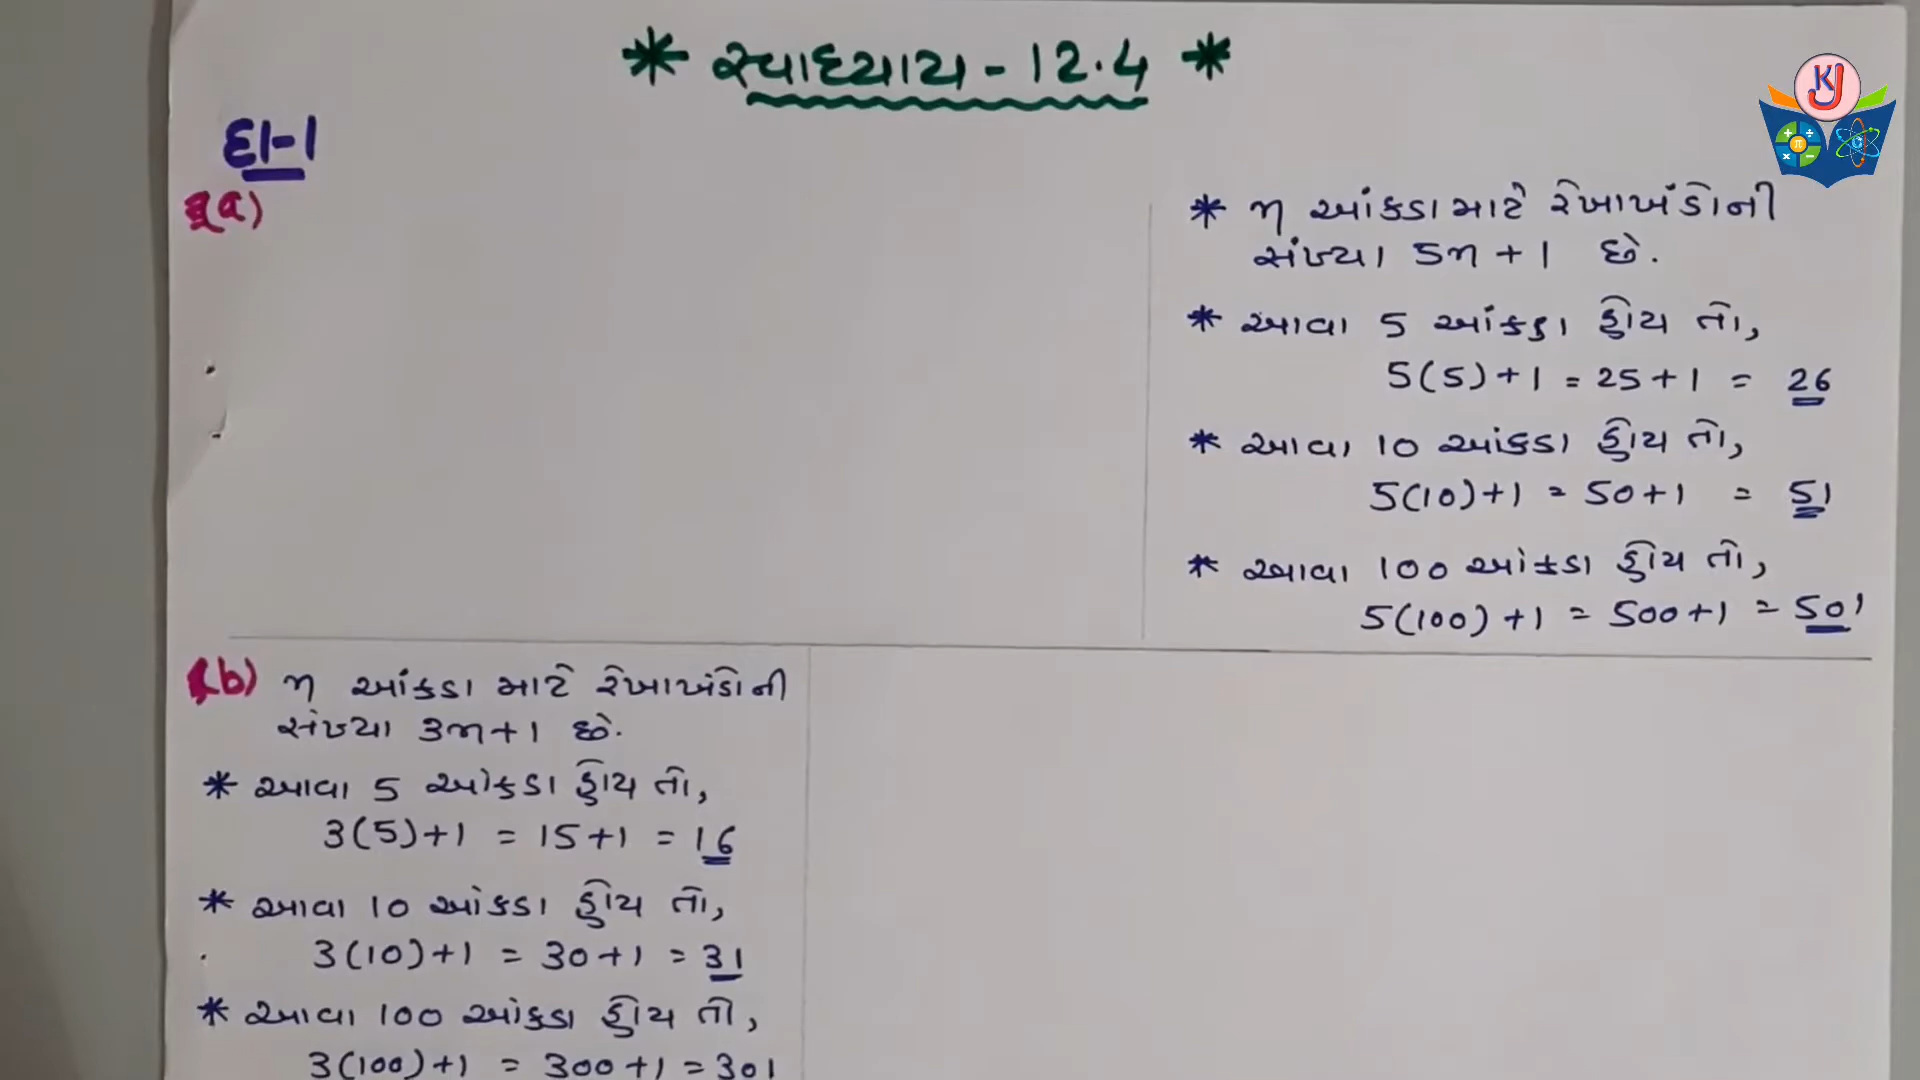 * સ્વાધ્યાય - 12.4 *
KJ
દા-1
(a)
* n આંકડા માટે રેખાખંડોની
સંખ્યા 5n + 1 છે.
* આવા 5 આંકડા હોય તો,
5(5)+1 = 25+1 = 26
* આવા 10 આંકડા હોય તો,
5(10)+1 = 50+1 = 51
* આવા 100 આંકડા હોય તો,
5(100)+1 = 500+1 = 501
(b) n આંકડા માટે રેખાખંડોની
સંખ્યા 3n+1 છે.
* આવા 5 આંકડા હોય તો,
3(5)+1 = 15+1 = 16
* આવા 10 આંકડા હોય તો,
3(10)+1 = 30+1 = 31
* આવા 100 આંકડા હોય તો,
3(100)+1 = 300+1 = 301